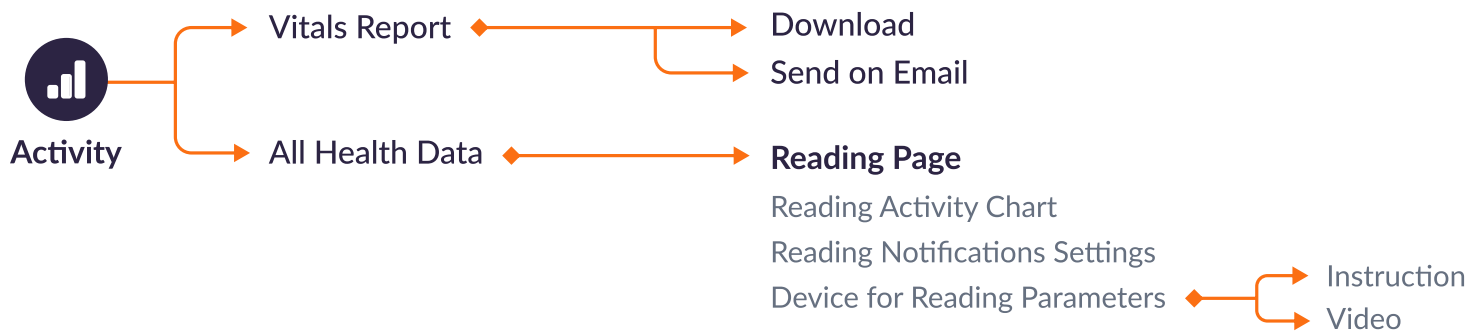 Vitals Report
Download
Send on Email
Activity
All Health Data
Reading Page
Reading Activity Chart
Reading Notifications Settings
Device for Reading Parameters
Instruction
Video